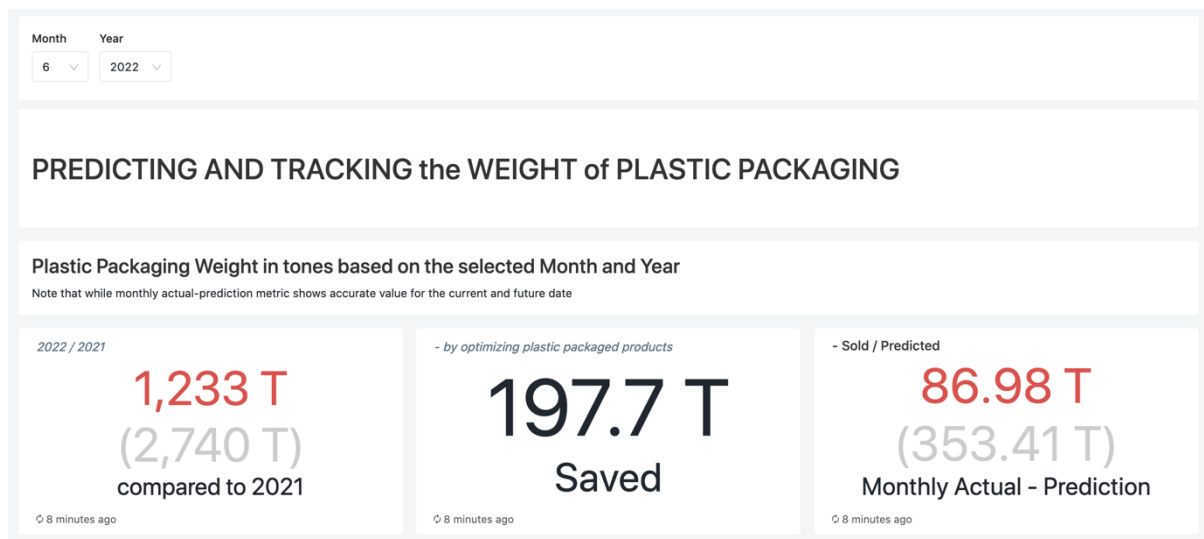 Month Year
6 2022
PREDICTING AND TRACKING the WEIGHT of PLASTIC PACKAGING
Plastic Packaging Weight in tones based on the selected Month and Year
Note that while monthly actual-prediction metric shows accurate value for the current and future date
2022 / 2021
1,233 T
(2,740 T)
compared to 2021
8 minutes ago
- by optimizing plastic packaged products
197.7 T
Saved
8 minutes ago
- Sold / Predicted
86.98 T
(353.41 T)
Monthly Actual - Prediction
8 minutes ago